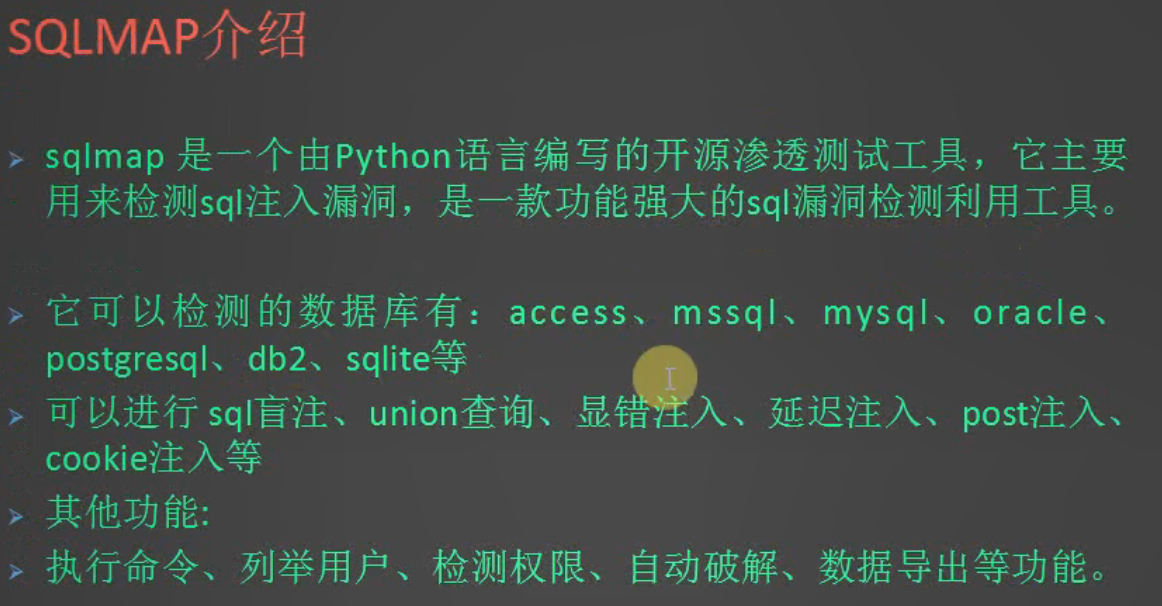 SQLMAP介绍
sqlmap 是一个由Python语言编写的开源渗透测试工具，它主要
用来检测sql注入漏洞，是一款功能强大的sql漏洞检测利用工具。
它可以检测的数据库有：access、mssql、mysql、oracle、
postgresql、db2、sqlite等
可以进行 sql盲注、union查询、显错注入、延迟注入、post注入、
cookie注入等
其他功能:
执行命令、列举用户、检测权限、自动破解、数据导出等功能。